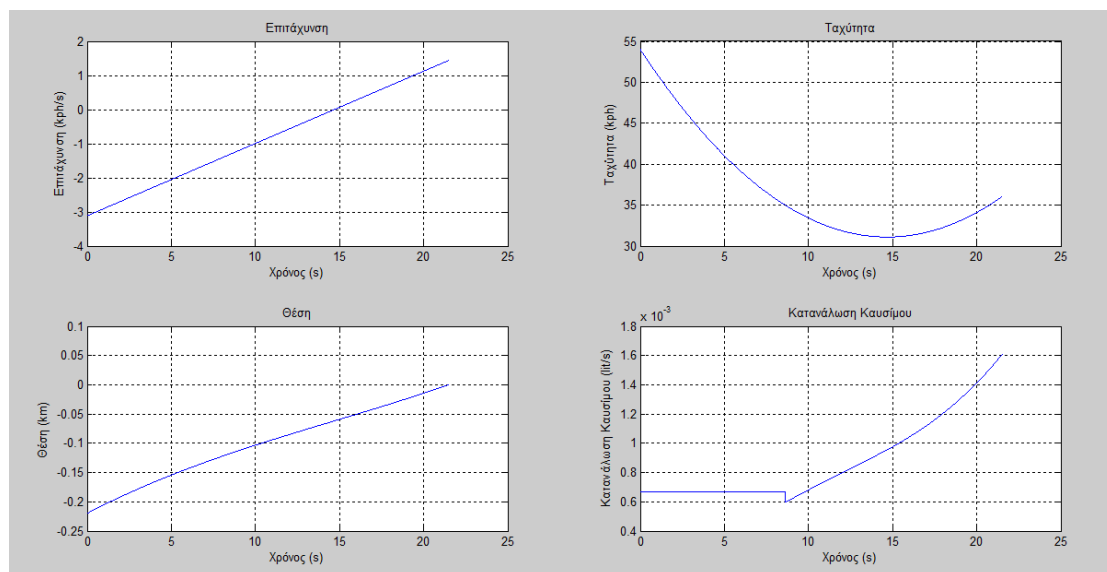 Επιτάχυνση
Επιτάχυνση (kph/s)
2
1
0
-1
-2
-3
-4
0 5 10 15 20 25
Χρόνος (s)
Ταχύτητα
Ταχύτητα (kph)
55
50
45
40
35
30
0 5 10 15 20 25
Χρόνος (s)
Θέση
Θέση (km)
0.1
0.05
0
-0.05
-0.1
-0.15
-0.2
-0.25
0 5 10 15 20 25
Χρόνος (s)
Κατανάλωση Καυσίμου
x 10⁻³
Κατανάλωση Καυσίμου (lit/s)
1.8
1.6
1.4
1.2
1
0.8
0.6
0.4
0 5 10 15 20 25
Χρόνος (s)